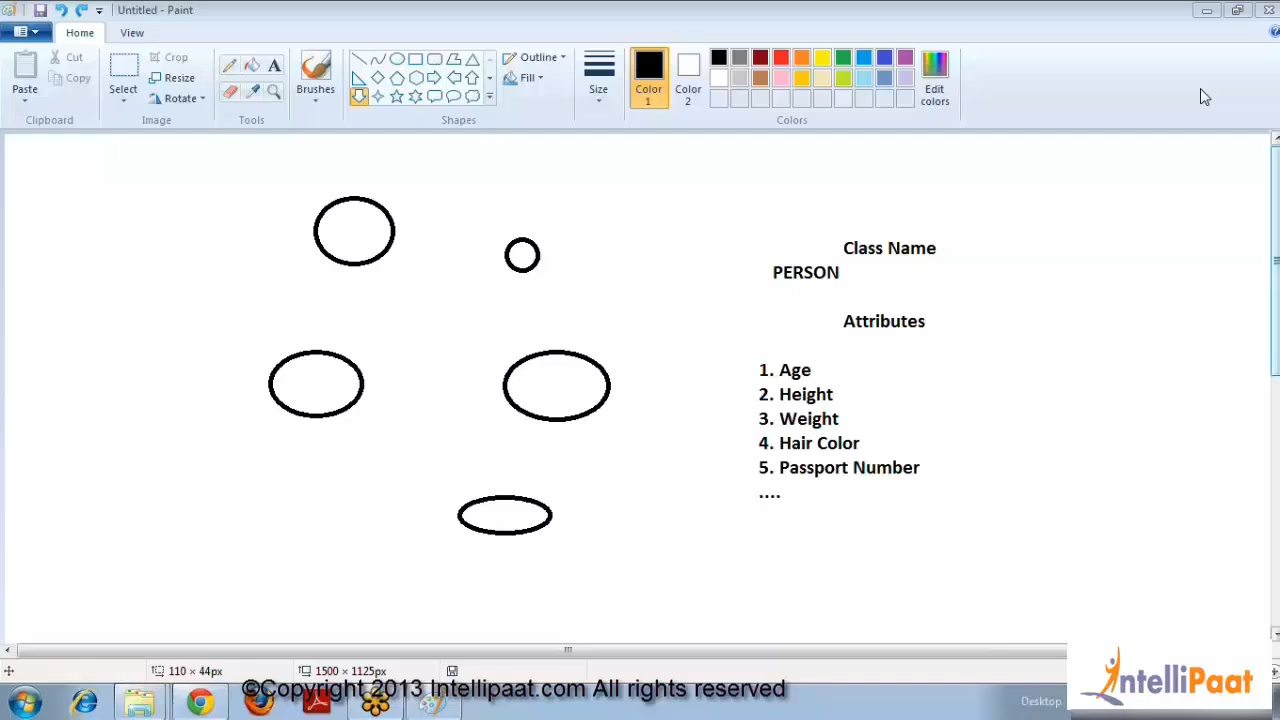 Untitled - Paint
Home
View
Paste
Cut
Copy
Clipboard
Select
Crop
Resize
Rotate
Image
Tools
Brushes
Outline
Fill
Shapes
Size
Color
1
Color
2
Edit
colors
Colors
Class Name
PERSON
Attributes
1. Age
2. Height
3. Weight
4. Hair Color
5. Passport Number
....
110 × 44px
1500 × 1125px
©Copyright 2013 Intellipaat.com All rights reserved
Desktop
IntelliPaat